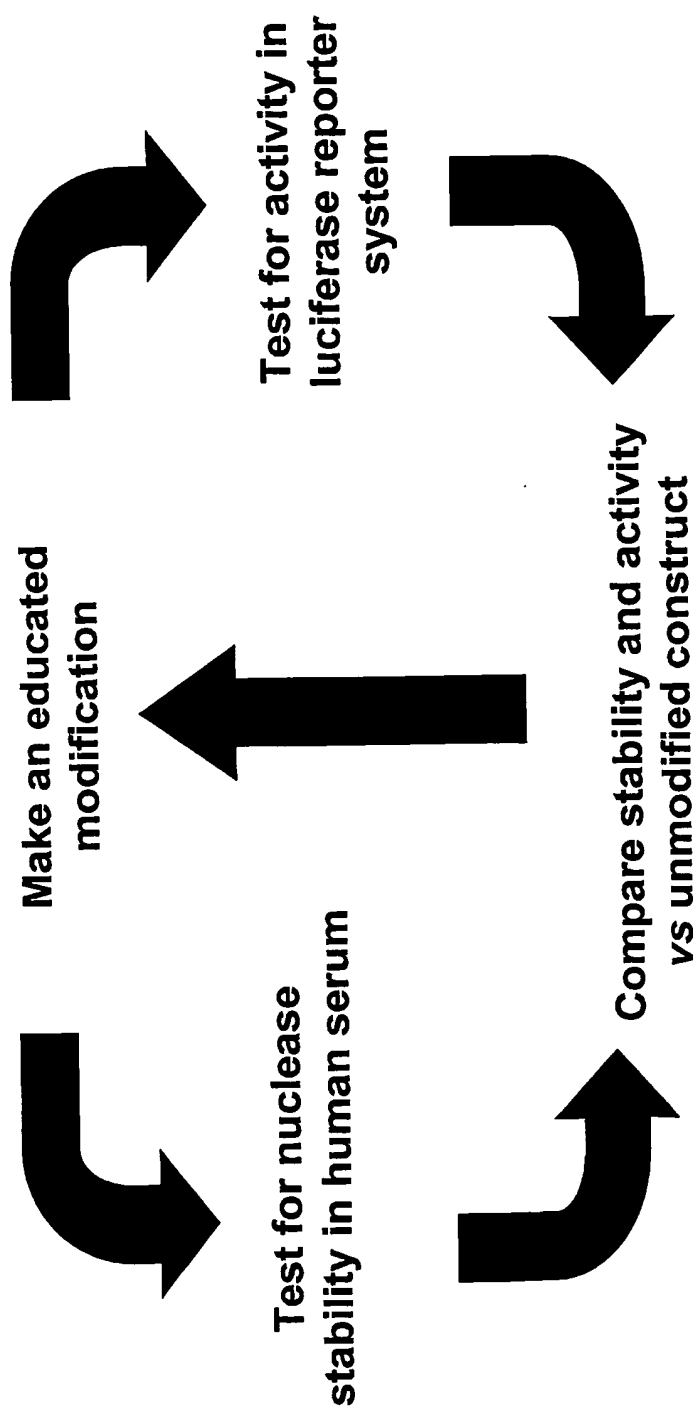 Make an educated
modification
Test for nuclease
stability in human serum
Test for activity in
luciferase reporter
system
Compare stability and activity
vs unmodified construct